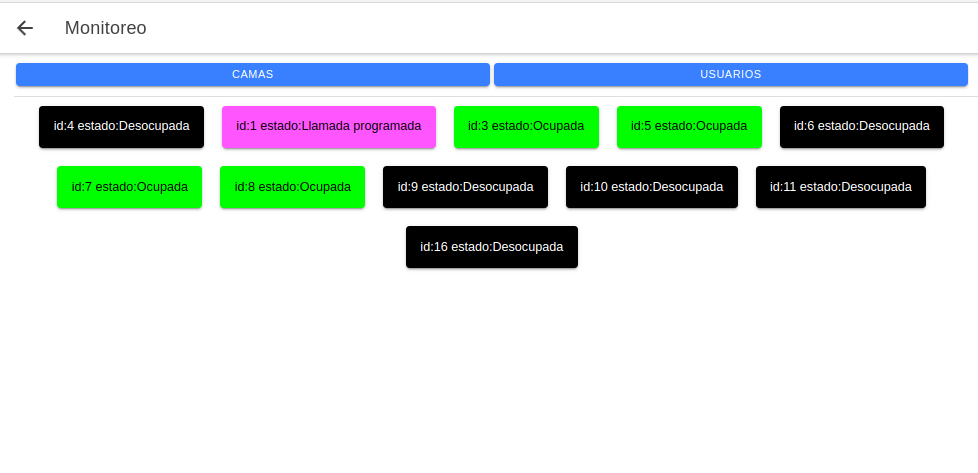 Monitoreo
CAMAS
USUARIOS
id:4 estado:Desocupada
id:1 estado:Llamada programada
id:3 estado:Ocupada
id:5 estado:Ocupada
id:6 estado:Desocupada
id:7 estado:Ocupada
id:8 estado:Ocupada
id:9 estado:Desocupada
id:10 estado:Desocupada
id:11 estado:Desocupada
id:16 estado:Desocupada